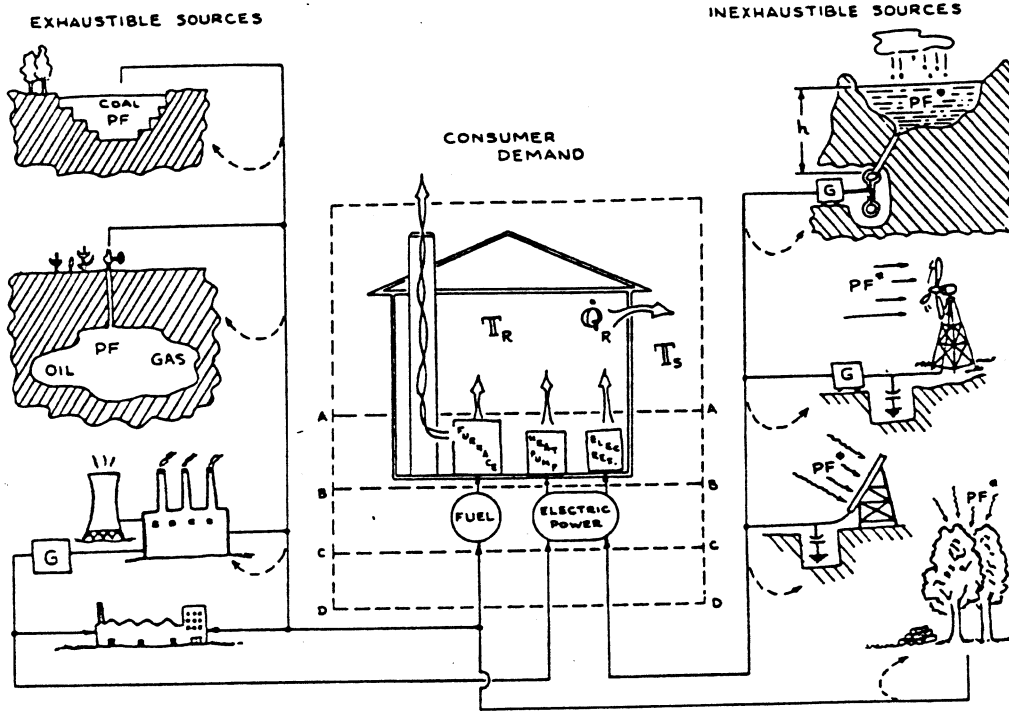 EXHAUSTIBLE SOURCES
INEXHAUSTIBLE SOURCES
COAL
PF
PF*
h
CONSUMER
DEMAND
G
PF*
T_R
Q̇_R
T_S
PF
OIL
GAS
G
A
A
FURNACE
HEAT
PUMP
ELEC
RES.
PF*
B
B
PF*
FUEL
ELECTRIC
POWER
G
C
C
D
D